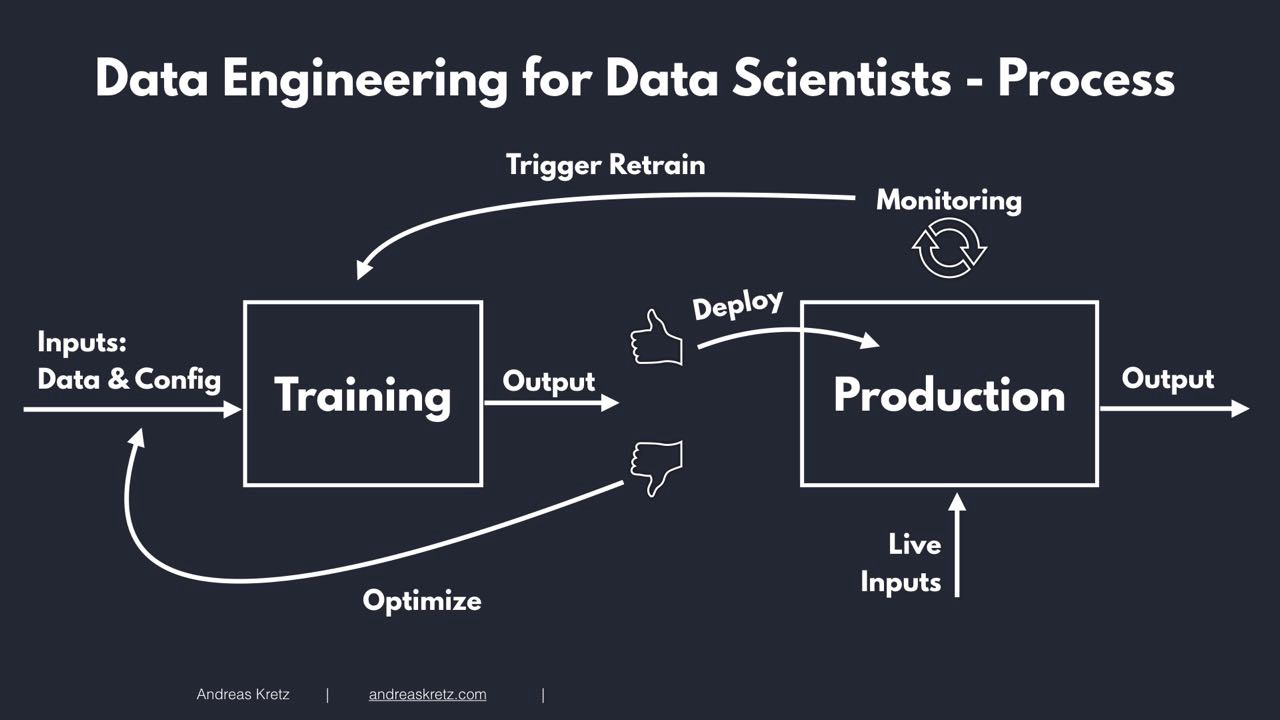 Data Engineering for Data Scientists - Process
Trigger Retrain
Monitoring
Deploy
Inputs:
Data & Config
Training
Output
Production
Output
Live
Inputs
Optimize
Andreas Kretz | andreaskretz.com |